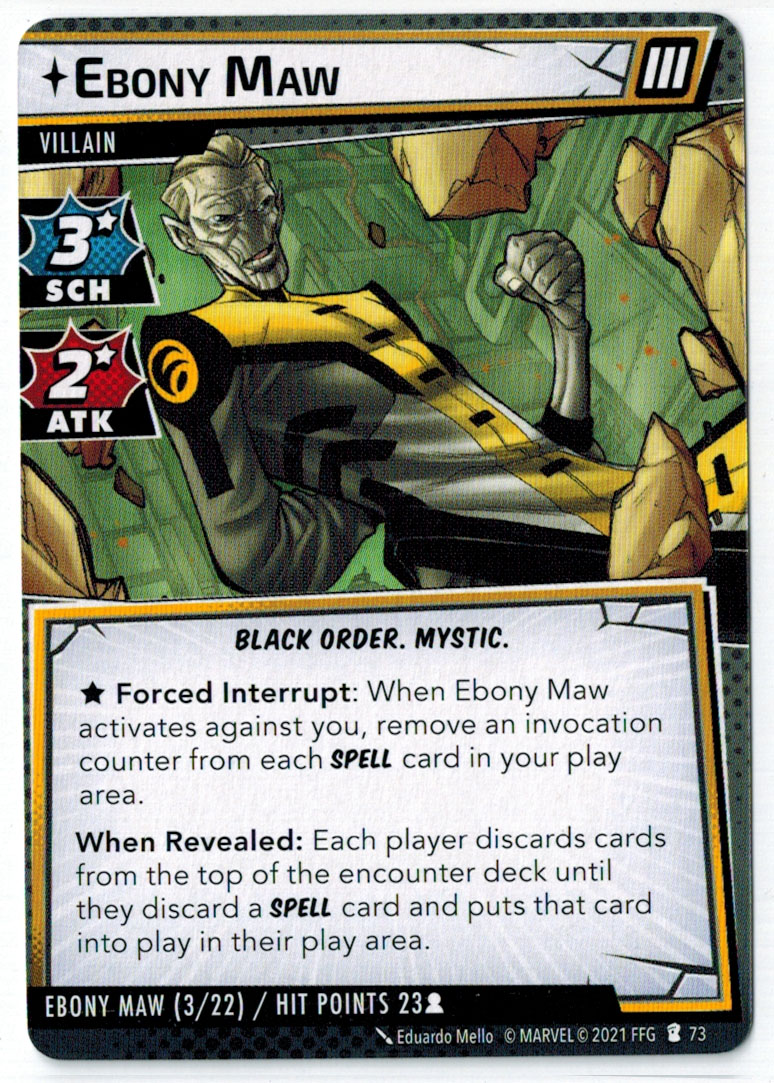 EBONY MAW
III
VILLAIN
3★
SCH
2★
ATK
BLACK ORDER. MYSTIC.
★ Forced Interrupt: When Ebony Maw
activates against you, remove an invocation
counter from each SPELL card in your play
area.
When Revealed: Each player discards cards
from the top of the encounter deck until
they discard a SPELL card and puts that card
into play in their play area.
EBONY MAW (3/22) / HIT POINTS 23
Eduardo Mello © MARVEL © 2021 FFG 73